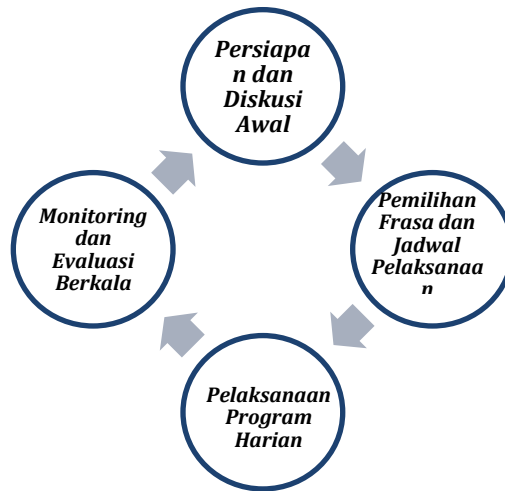 Persiapa
n dan
Diskusi
Awal
Pemilihan
Frasa dan
Jadwal
Pelaksanaa
n
Pelaksanaan
Program
Harian
Monitoring
dan
Evaluasi
Berkala